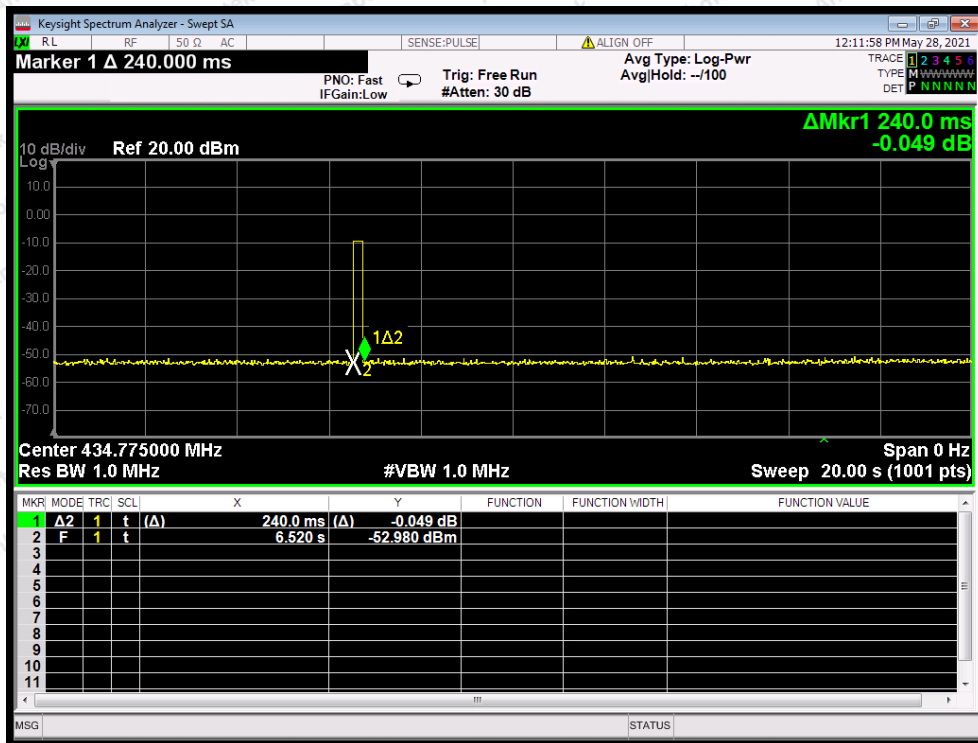 Keysight Spectrum Analyzer - Swept SA
LXI RL RF 50 Ω AC SENSE:PULSE ALIGN OFF 12:11:58 PM May 28, 2021
Marker 1 Δ 240.000 ms
PNO: Fast
IFGain:Low
Trig: Free Run
#Atten: 30 dB
Avg Type: Log-Pwr
Avg|Hold: --/100
TRACE 1 2 3 4 5 6
TYPE M WWWWW
DET P N N N N N
ΔMkr1 240.0 ms
-0.049 dB
10 dB/div Ref 20.00 dBm
Log
10.0
0.00
-10.0
-20.0
-30.0
-40.0
-50.0
-60.0
-70.0
1Δ2
2
Center 434.775000 MHz Span 0 Hz
Res BW 1.0 MHz #VBW 1.0 MHz Sweep 20.00 s (1001 pts)
MKR MODE TRC SCL X Y FUNCTION FUNCTION WIDTH FUNCTION VALUE
1 Δ2 1 t (Δ) 240.0 ms (Δ) -0.049 dB
2 F 1 t 6.520 s -52.980 dBm
3
4
5
6
7
8
9
10
11
MSG STATUS